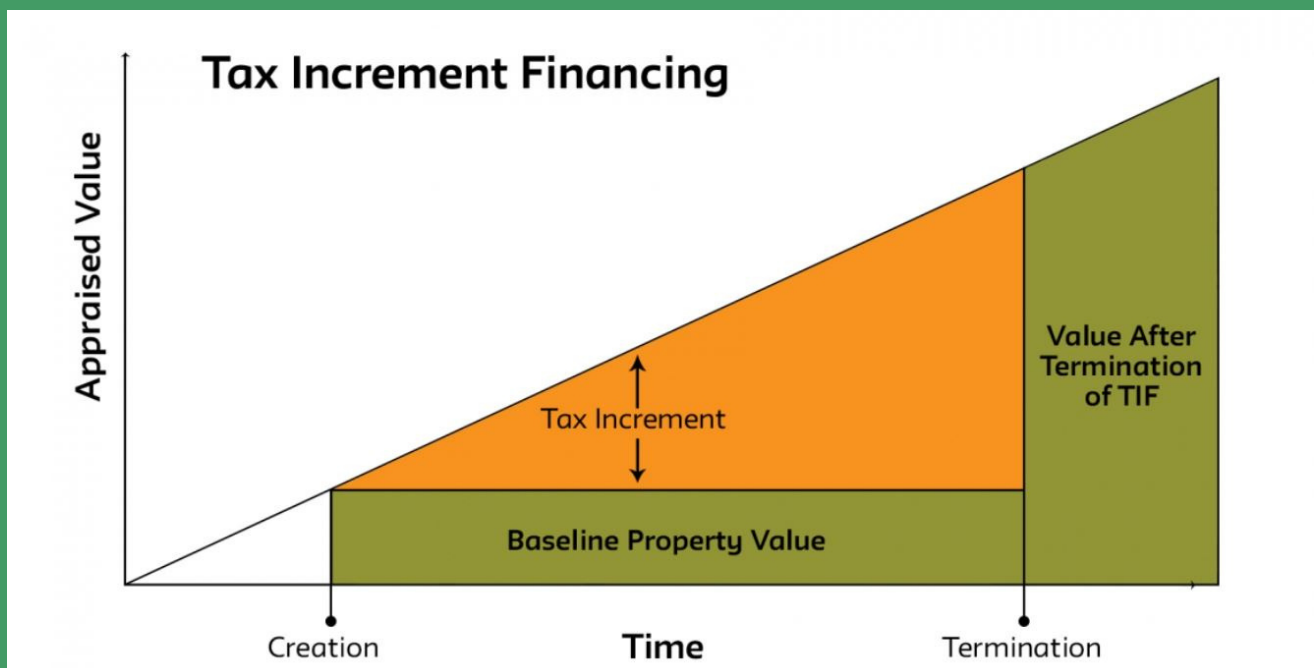 Tax Increment Financing
Appraised Value
Tax Increment
Value After
Termination
of TIF
Baseline Property Value
Creation
Time
Termination